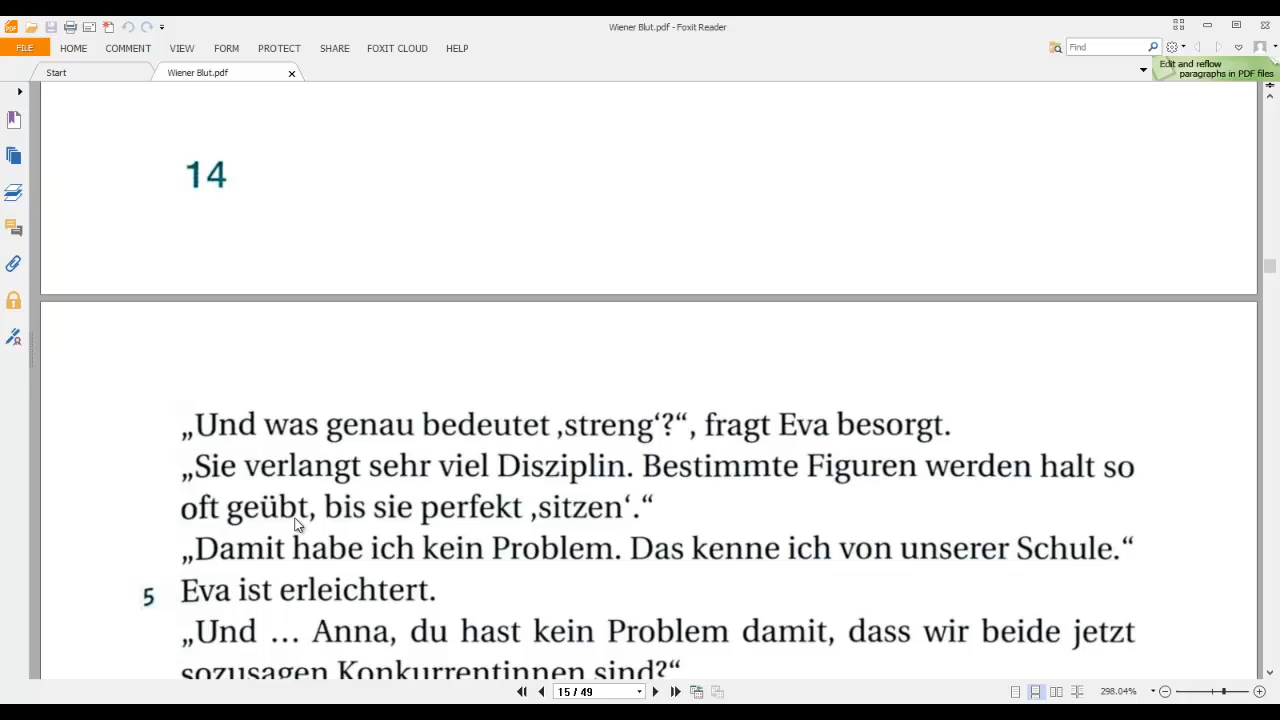 Wiener Blut.pdf - Foxit Reader
FILE HOME COMMENT VIEW FORM PROTECT SHARE FOXIT CLOUD HELP
Find
Edit and reflow
paragraphs in PDF files
Start
Wiener Blut.pdf
14
„Und was genau bedeutet ‚streng‘?“, fragt Eva besorgt.
„Sie verlangt sehr viel Disziplin. Bestimmte Figuren werden halt so
oft geübt, bis sie perfekt ‚sitzen‘.“
„Damit habe ich kein Problem. Das kenne ich von unserer Schule.“
5 Eva ist erleichtert.
„Und … Anna, du hast kein Problem damit, dass wir beide jetzt
sozusagen Konkurrentinnen sind?“
15 / 49
298.04%